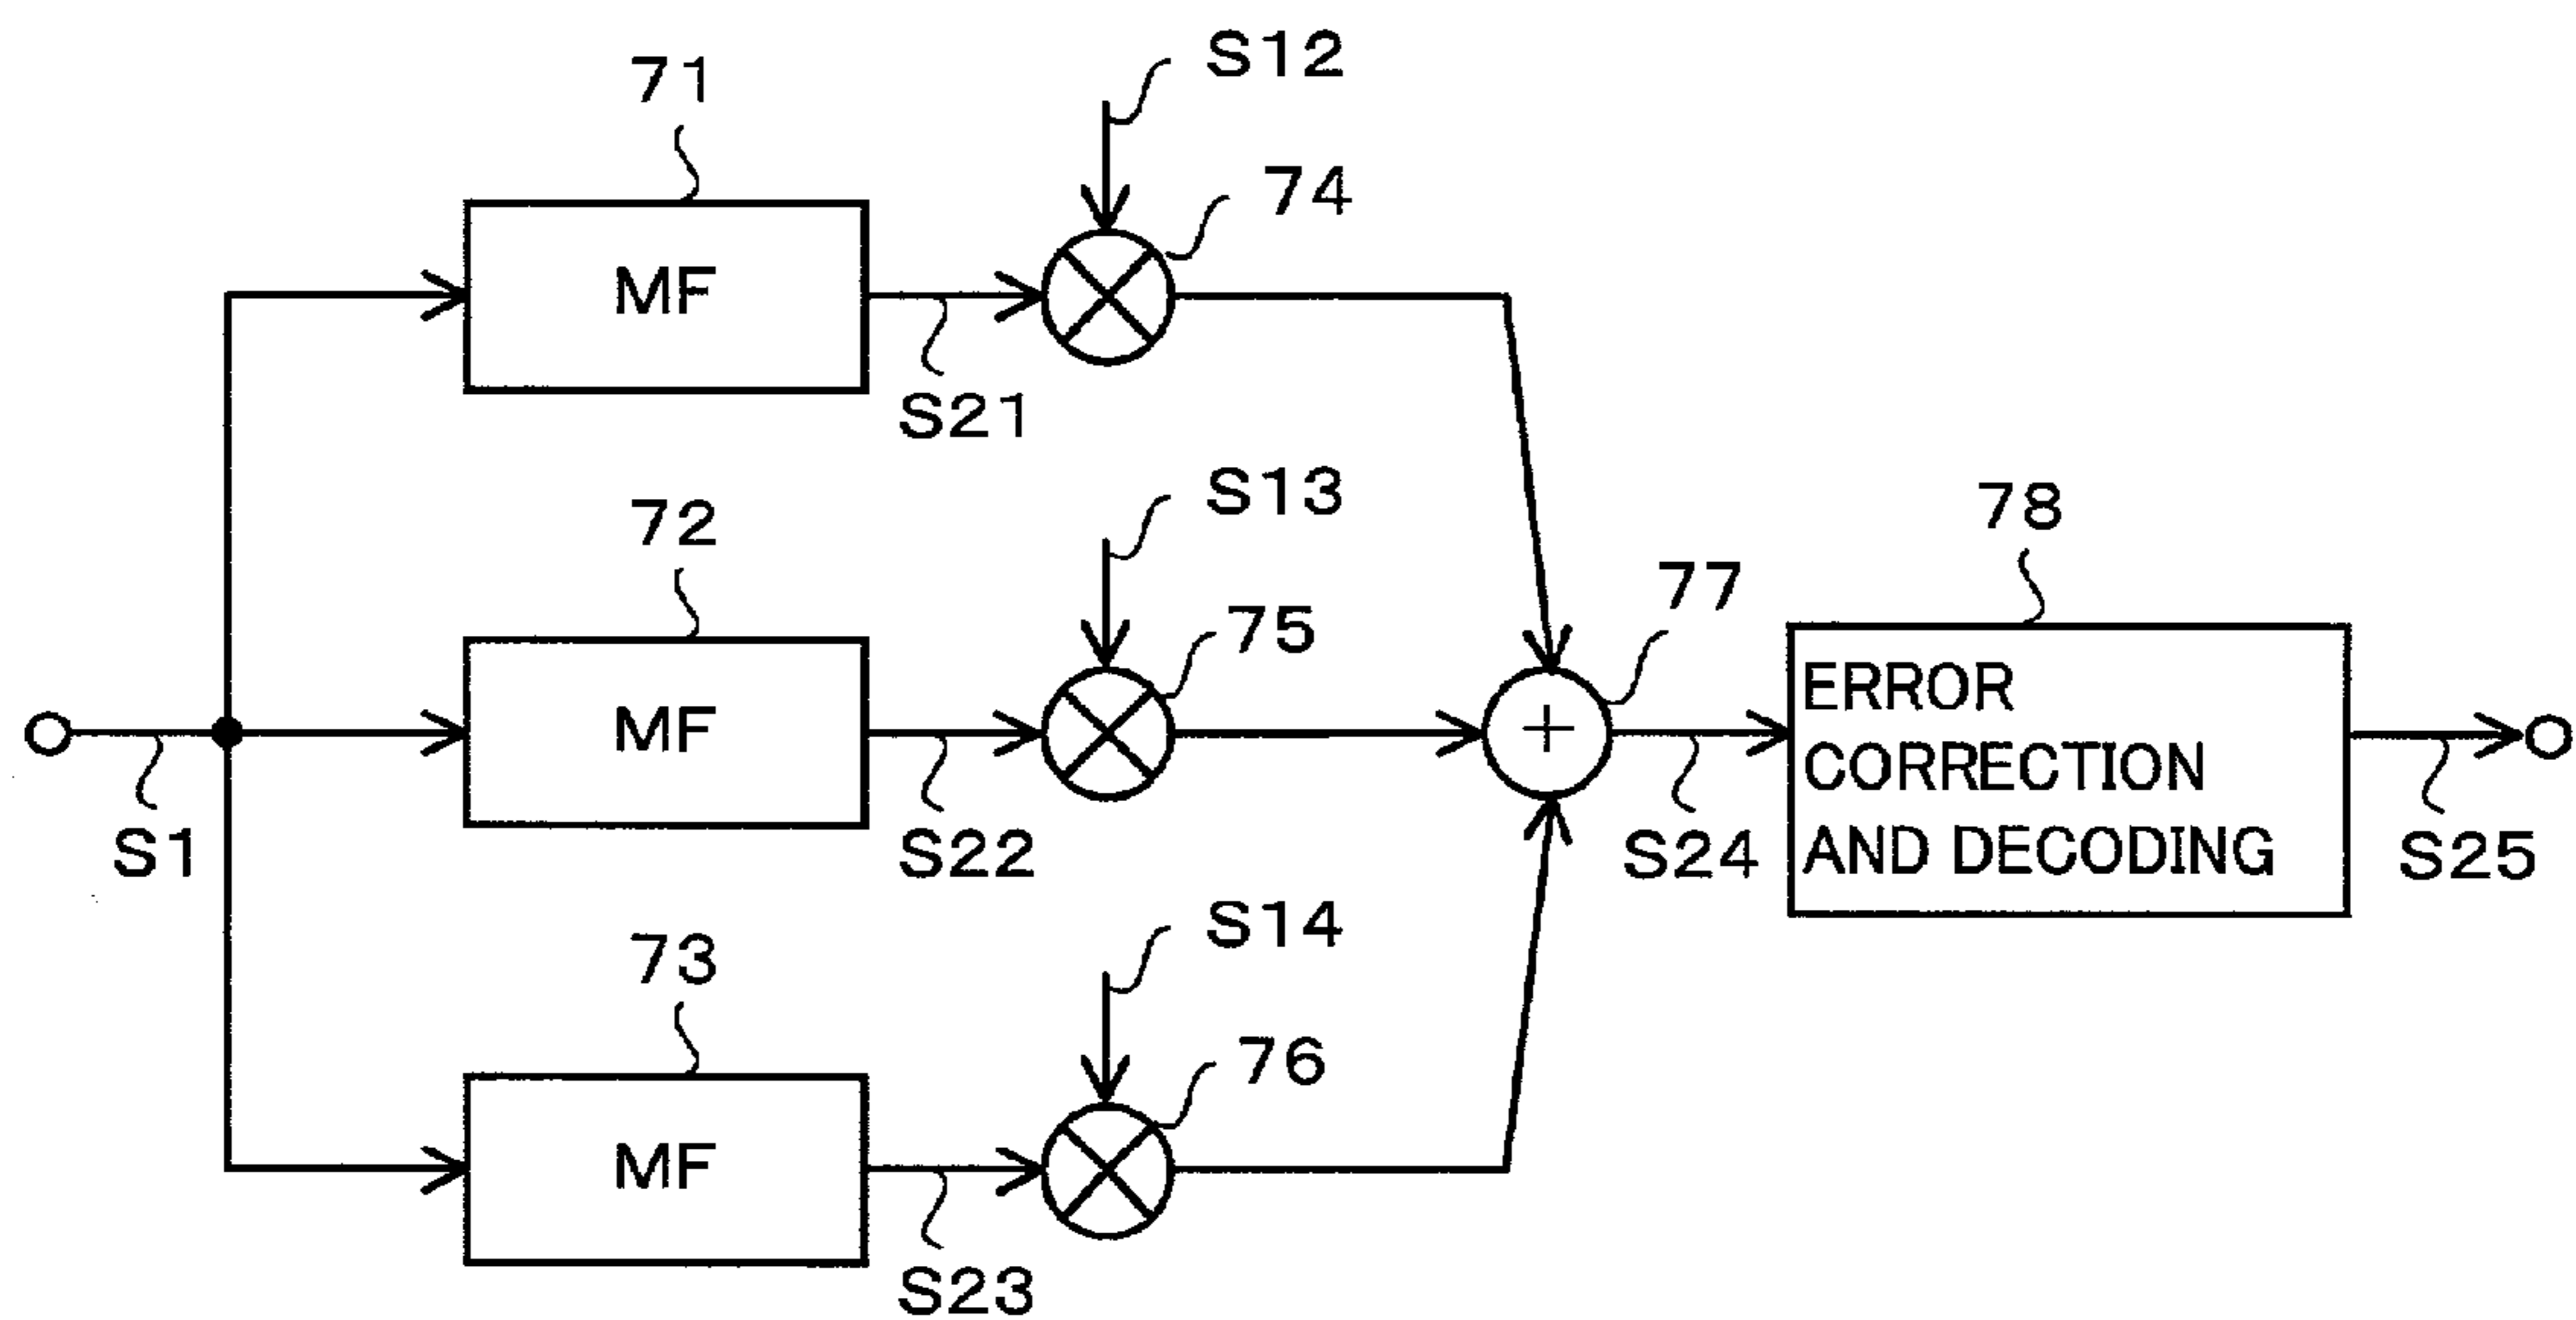 S12
71
74
MF
S21
S13
72
78
77
75
MF
ERROR
CORRECTION
AND DECODING
S1
S22
S24
S25
S14
73
76
MF
S23